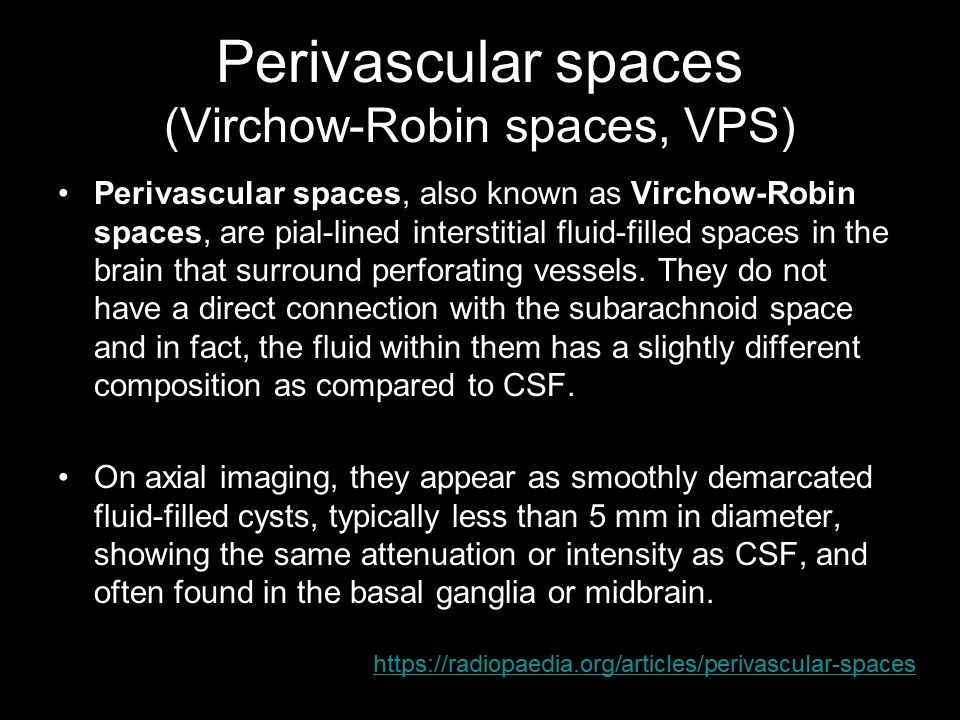 Perivascular spaces
(Virchow-Robin spaces, VPS)
• Perivascular spaces, also known as Virchow-Robin
spaces, are pial-lined interstitial fluid-filled spaces in the
brain that surround perforating vessels. They do not
have a direct connection with the subarachnoid space
and in fact, the fluid within them has a slightly different
composition as compared to CSF.
• On axial imaging, they appear as smoothly demarcated
fluid-filled cysts, typically less than 5 mm in diameter,
showing the same attenuation or intensity as CSF, and
often found in the basal ganglia or midbrain.
https://radiopaedia.org/articles/perivascular-spaces